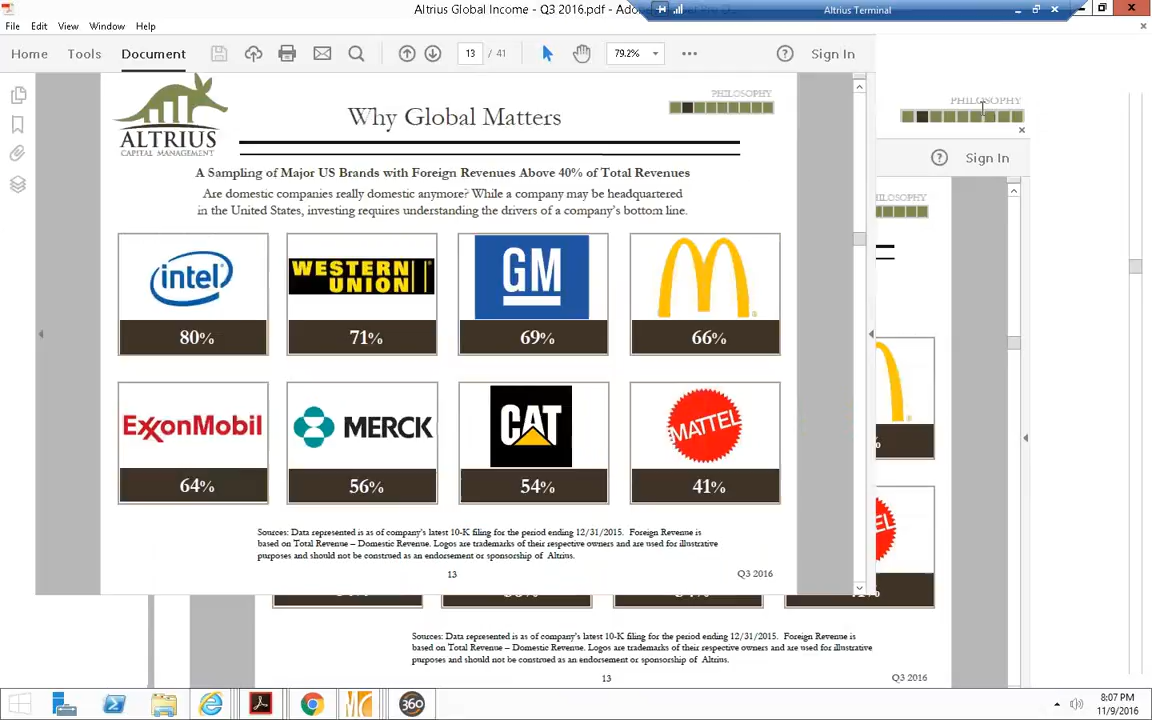 Altrius Global Income - Q3 2016.pdf - Ado
Altrius Terminal
File Edit View Window Help
Home Tools Document 13 / 41 79.2% Sign In
PHILOSOPHY
ALTRIUS
CAPITAL MANAGEMENT
Why Global Matters
PHILOSOPHY
Sign In
A Sampling of Major US Brands with Foreign Revenues Above 40% of Total Revenues
Are domestic companies really domestic anymore? While a company may be headquartered
in the United States, investing requires understanding the drivers of a company's bottom line.
intel
WESTERN
UNION
GM
80%
71%
69%
66%
ExxonMobil
MERCK
CAT
MATTEL
64%
56%
54%
41%
Sources: Data represented is as of company's latest 10-K filing for the period ending 12/31/2015. Foreign Revenue is
based on Total Revenue – Domestic Revenue. Logos are trademarks of their respective owners and are used for illustrative
purposes and should not be construed as an endorsement or sponsorship of Altrius.
13
Q3 2016
Sources: Data represented is as of company's latest 10-K filing for the period ending 12/31/2015. Foreign Revenue is
based on Total Revenue – Domestic Revenue. Logos are trademarks of their respective owners and are used for illustrative
purposes and should not be construed as an endorsement or sponsorship of Altrius.
13
Q3 2016
360
8:07 PM
11/9/2016